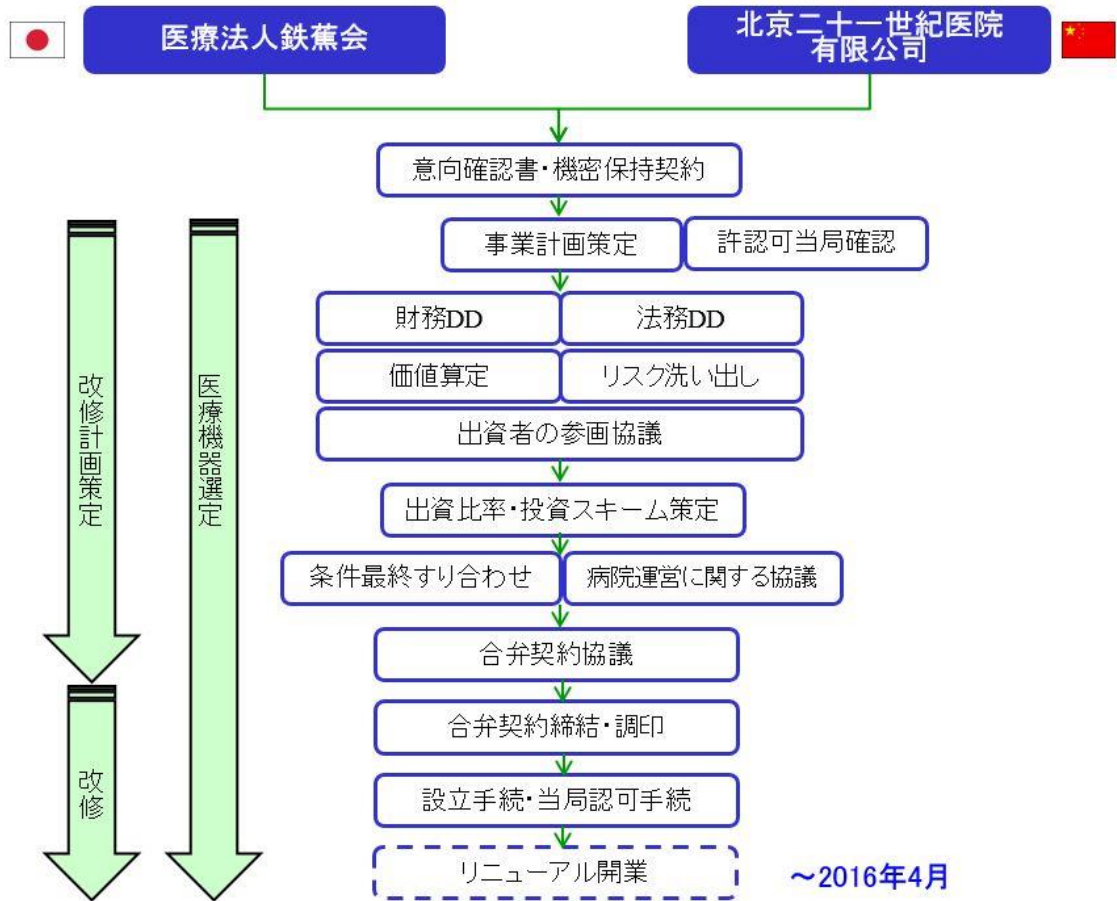 医療法人鉄蕉会
北京二十一世紀医院
有限公司
意向確認書・機密保持契約
事業計画策定
許認可当局確認
財務DD
法務DD
価値算定
リスク洗い出し
出資者の参画協議
出資比率・投資スキーム策定
条件最終すり合わせ
病院運営に関する協議
合弁契約協議
合弁契約締結・調印
設立手続・当局認可手続
リニューアル開業
～2016年4月
改修計画策定
医療機器選定
改修